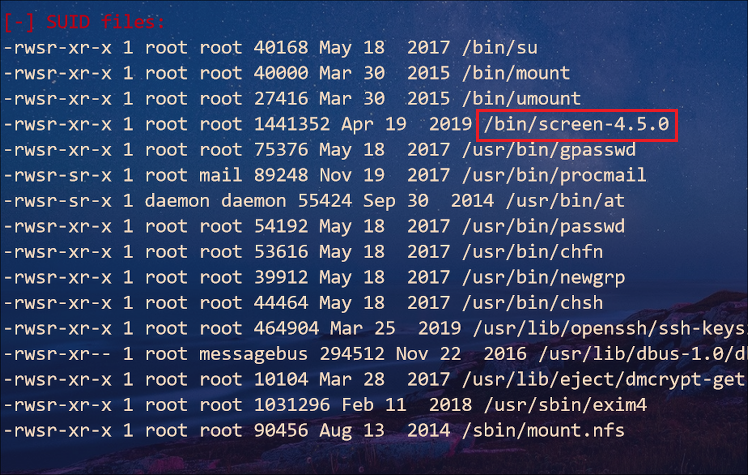 [-] SUID files:
-rwsr-xr-x 1 root root 40168 May 18  2017 /bin/su
-rwsr-xr-x 1 root root 40000 Mar 30  2015 /bin/mount
-rwsr-xr-x 1 root root 27416 Mar 30  2015 /bin/umount
-rwsr-xr-x 1 root root 1441352 Apr 19  2019 /bin/screen-4.5.0
-rwsr-xr-x 1 root root 75376 May 18  2017 /usr/bin/gpasswd
-rwsr-sr-x 1 root mail 89248 Nov 19  2017 /usr/bin/procmail
-rwsr-sr-x 1 daemon daemon 55424 Sep 30  2014 /usr/bin/at
-rwsr-xr-x 1 root root 54192 May 18  2017 /usr/bin/passwd
-rwsr-xr-x 1 root root 53616 May 18  2017 /usr/bin/chfn
-rwsr-xr-x 1 root root 39912 May 18  2017 /usr/bin/newgrp
-rwsr-xr-x 1 root root 44464 May 18  2017 /usr/bin/chsh
-rwsr-xr-x 1 root root 464904 Mar 25  2019 /usr/lib/openssh/ssh-keys
-rwsr-xr-- 1 root messagebus 294512 Nov 22  2016 /usr/lib/dbus-1.0/d
-rwsr-xr-x 1 root root 10104 Mar 28  2017 /usr/lib/eject/dmcrypt-get
-rwsr-xr-x 1 root root 1031296 Feb 11  2018 /usr/sbin/exim4
-rwsr-xr-x 1 root root 90456 Aug 13  2014 /sbin/mount.nfs